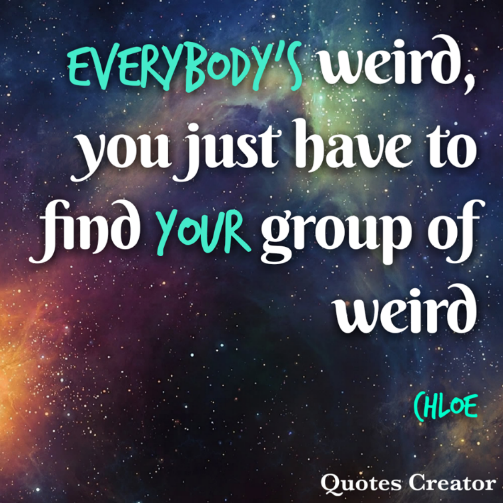 EVERYBODY'S weird,
you just have to
find YOUR group of
weird
CHLOE
Quotes Creator